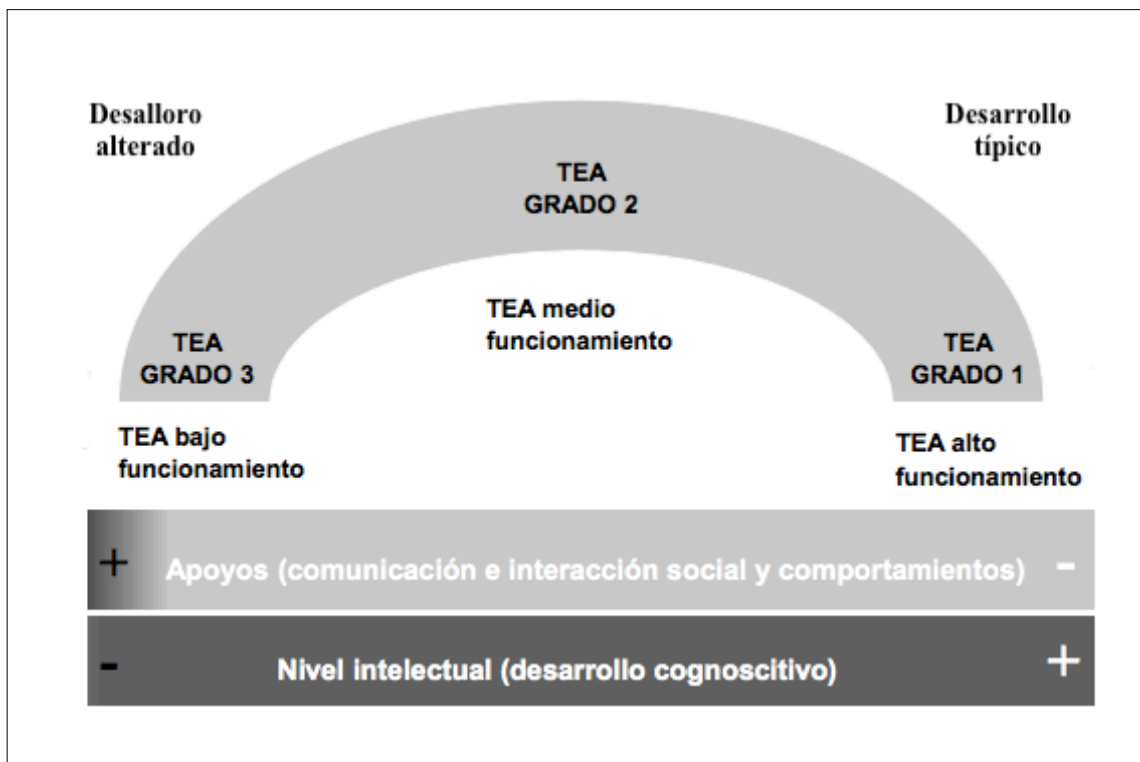 Desalloro
alterado
Desarrollo
típico
TEA
GRADO 2
TEA medio
funcionamiento
TEA
GRADO 3
TEA
GRADO 1
TEA bajo
funcionamiento
TEA alto
funcionamiento
+ Apoyos (comunicación e interacción social y comportamientos) -
- Nivel intelectual (desarrollo cognoscitivo) +